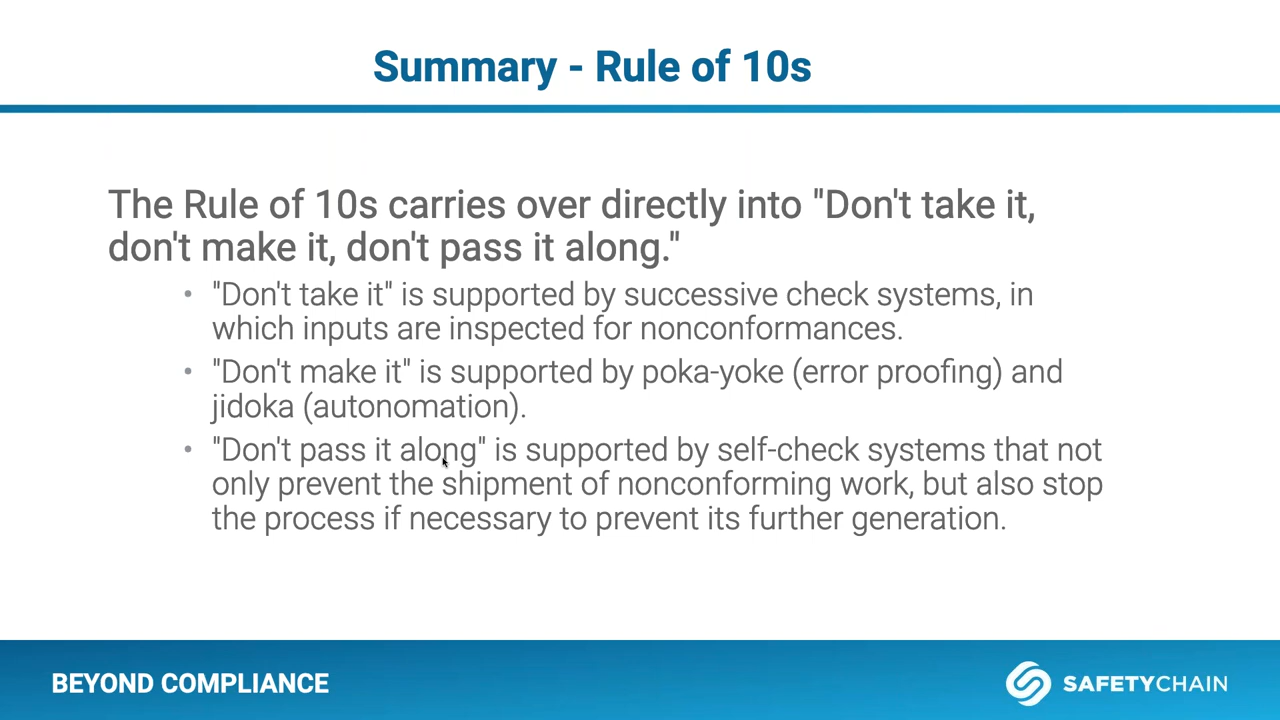 Summary - Rule of 10s
The Rule of 10s carries over directly into "Don't take it,
don't make it, don't pass it along."
• "Don't take it" is supported by successive check systems, in
which inputs are inspected for nonconformances.
• "Don't make it" is supported by poka-yoke (error proofing) and
jidoka (autonomation).
• "Don't pass it along" is supported by self-check systems that not
only prevent the shipment of nonconforming work, but also stop
the process if necessary to prevent its further generation.
BEYOND COMPLIANCE
SAFETYCHAIN